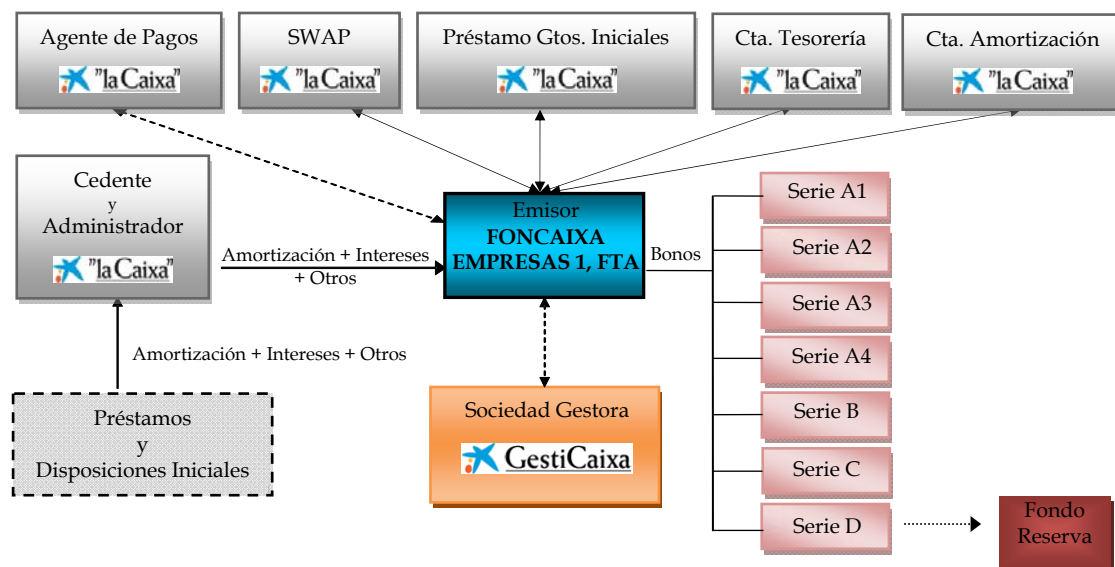 Agente de Pagos
"la Caixa"
SWAP
"la Caixa"
Préstamo Gtos. Iniciales
"la Caixa"
Cta. Tesorería
"la Caixa"
Cta. Amortización
"la Caixa"
Cedente
y
Administrador
"la Caixa"
Amortización + Intereses
+ Otros
Emisor
FONCAIXA
EMPRESAS 1, FTA
Bonos
Serie A1
Serie A2
Serie A3
Serie A4
Serie B
Serie C
Serie D
Fondo
Reserva
Amortización + Intereses + Otros
Préstamos
y
Disposiciones Iniciales
Sociedad Gestora
GestiCaixa